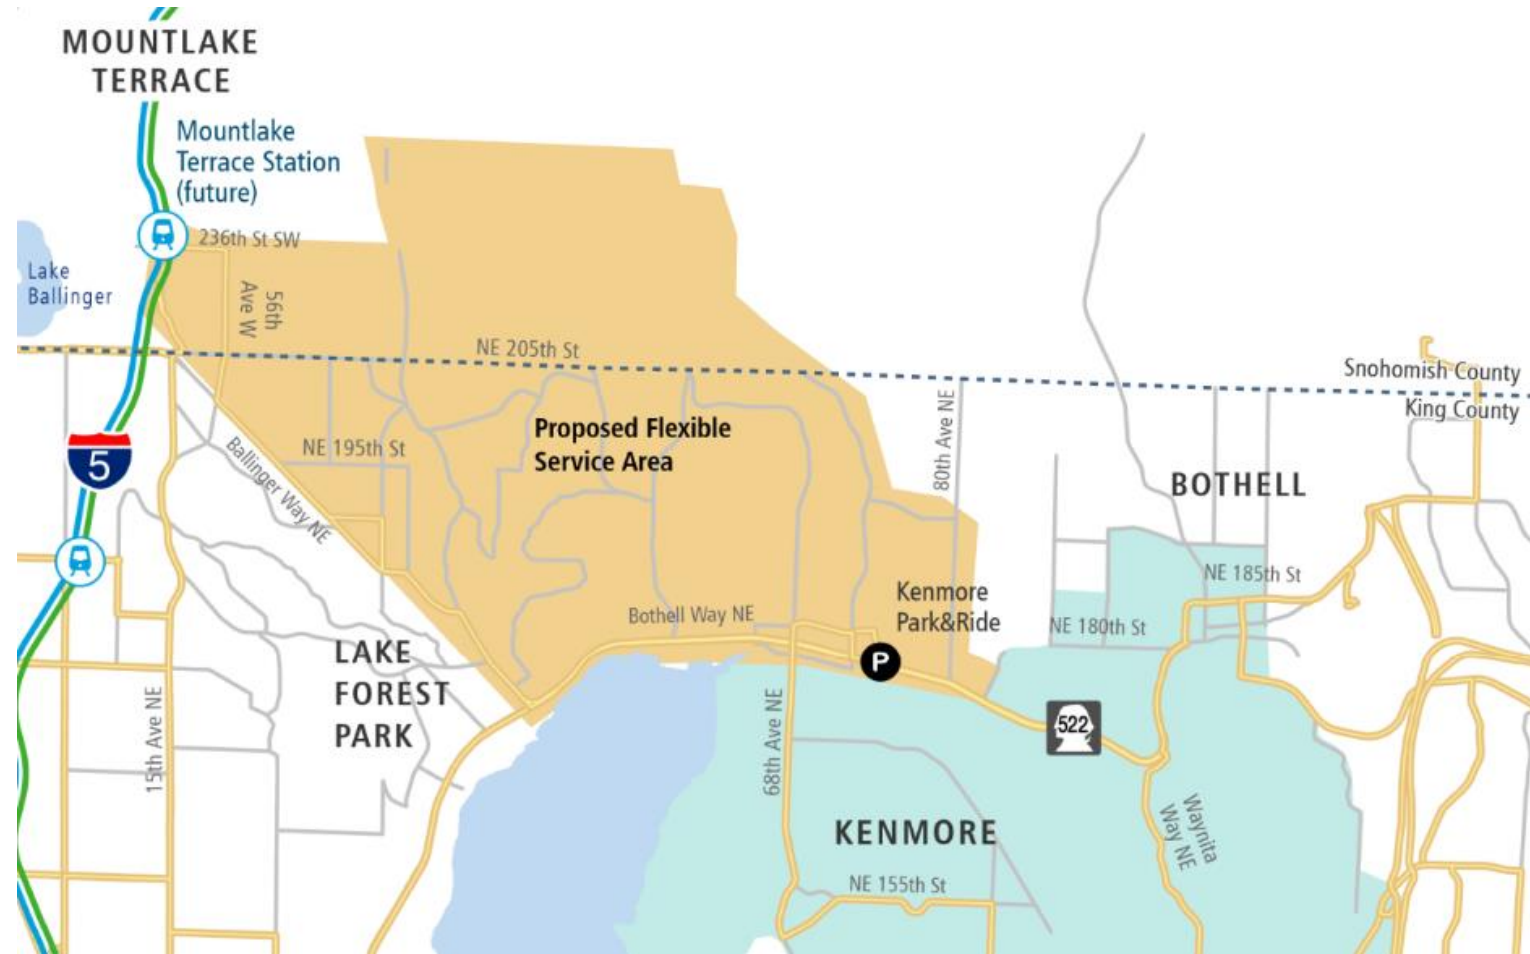 MOUNTLAKE
TERRACE
Mountlake
Terrace Station
(future)
236th St SW
Lake
Ballinger
56th
Ave W
NE 205th St
Snohomish County
King County
5
Ballinger Way NE
NE 195th St
Proposed Flexible
Service Area
80th Ave NE
BOTHELL
NE 185th St
Kenmore
Park&Ride
Bothell Way NE
NE 180th St
P
LAKE
FOREST
PARK
15th Ave NE
68th Ave NE
522
KENMORE
Waynita
Way NE
NE 155th St